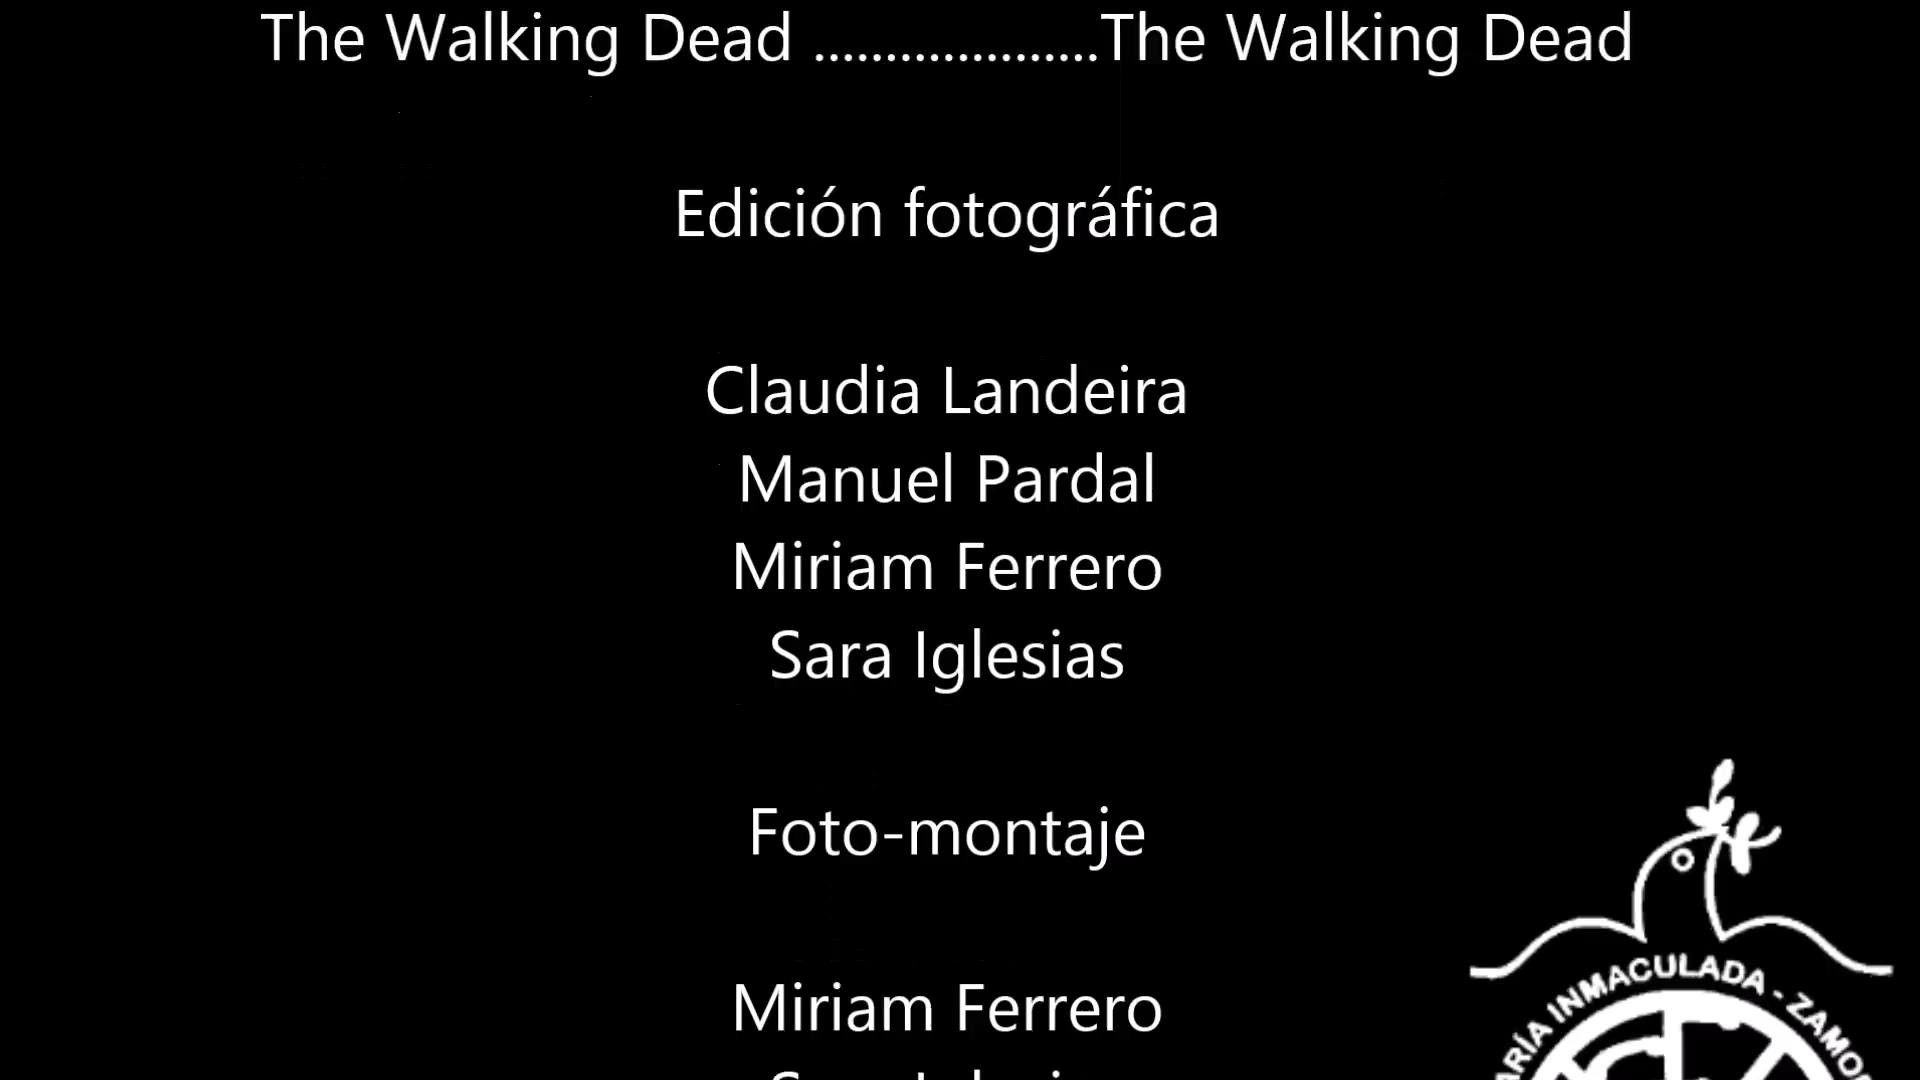 The Walking Dead ....................The Walking Dead
Edición fotográfica
Claudia Landeira
Manuel Pardal
Miriam Ferrero
Sara Iglesias
Foto-montaje
Miriam Ferrero
INMACULADA -